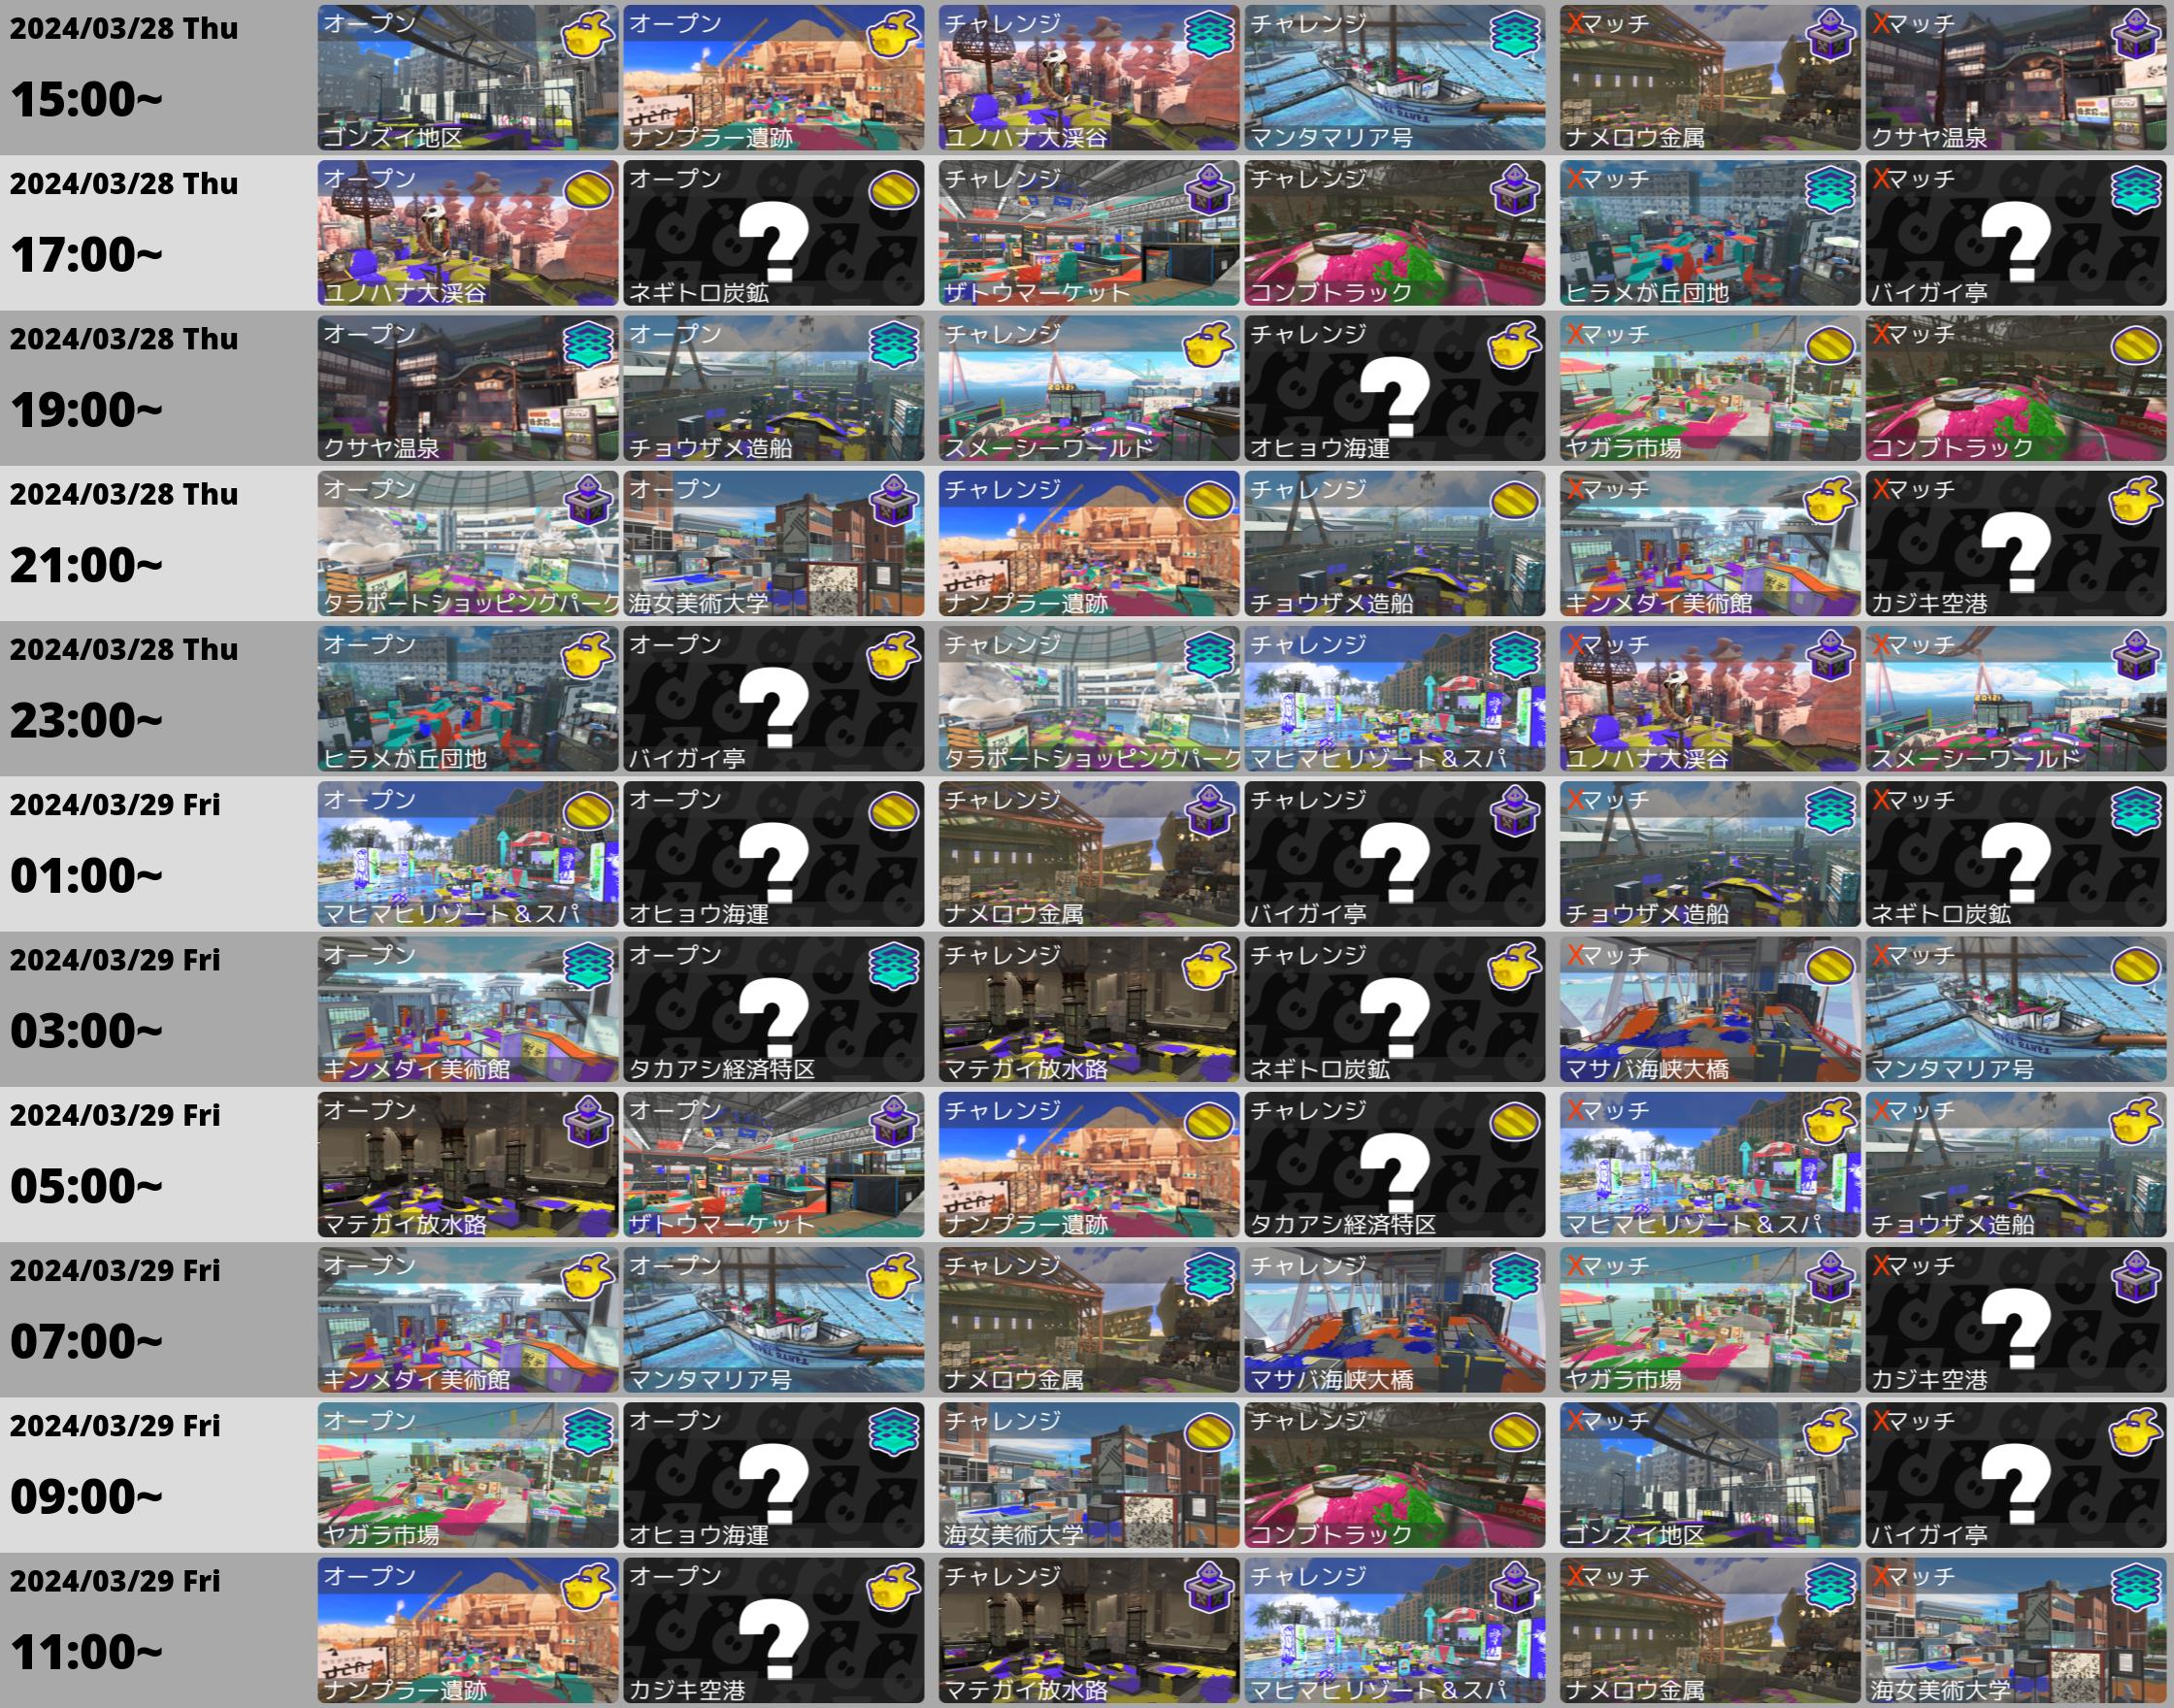 2024/03/28 Thu
15:00~
オープン
ゴンズイ地区
オープン
ナンプラー遺跡
チャレンジ
ユノハナ大渓谷
チャレンジ
マンタマリア号
Xマッチ
ナメロウ金属
Xマッチ
クサヤ温泉
2024/03/28 Thu
17:00~
オープン
ユノハナ大渓谷
オープン
?
ネギトロ炭鉱
チャレンジ
ザトウマーケット
チャレンジ
コンブトラック
Xマッチ
ヒラメが丘団地
Xマッチ
?
バイガイ亭
2024/03/28 Thu
19:00~
オープン
クサヤ温泉
オープン
チョウザメ造船
チャレンジ
スメーシーワールド
チャレンジ
?
オヒョウ海運
Xマッチ
ヤガラ市場
Xマッチ
コンブトラック
2024/03/28 Thu
21:00~
オープン
タラポートショッピングパーク
オープン
海女美術大学
チャレンジ
ナンプラー遺跡
チャレンジ
チョウザメ造船
Xマッチ
キンメダイ美術館
Xマッチ
?
カジキ空港
2024/03/28 Thu
23:00~
オープン
ヒラメが丘団地
オープン
?
バイガイ亭
チャレンジ
タラポートショッピングパーク
チャレンジ
マヒマヒリゾート＆スパ
Xマッチ
ユノハナ大渓谷
Xマッチ
スメーシーワールド
2024/03/29 Fri
01:00~
オープン
マヒマヒリゾート＆スパ
オープン
?
オヒョウ海運
チャレンジ
ナメロウ金属
チャレンジ
?
バイガイ亭
Xマッチ
チョウザメ造船
Xマッチ
?
ネギトロ炭鉱
2024/03/29 Fri
03:00~
オープン
キンメダイ美術館
オープン
?
タカアシ経済特区
チャレンジ
マテガイ放水路
チャレンジ
?
ネギトロ炭鉱
Xマッチ
マサバ海峡大橋
Xマッチ
マンタマリア号
2024/03/29 Fri
05:00~
オープン
マテガイ放水路
オープン
ザトウマーケット
チャレンジ
ナンプラー遺跡
チャレンジ
?
タカアシ経済特区
Xマッチ
マヒマヒリゾート＆スパ
Xマッチ
チョウザメ造船
2024/03/29 Fri
07:00~
オープン
キンメダイ美術館
オープン
マンタマリア号
チャレンジ
ナメロウ金属
チャレンジ
マサバ海峡大橋
Xマッチ
ヤガラ市場
Xマッチ
?
カジキ空港
2024/03/29 Fri
09:00~
オープン
ヤガラ市場
オープン
?
オヒョウ海運
チャレンジ
海女美術大学
チャレンジ
コンブトラック
Xマッチ
ゴンズイ地区
Xマッチ
?
バイガイ亭
2024/03/29 Fri
11:00~
オープン
ナンプラー遺跡
オープン
?
カジキ空港
チャレンジ
マテガイ放水路
チャレンジ
マヒマヒリゾート＆スパ
Xマッチ
ナメロウ金属
Xマッチ
海女美術大学